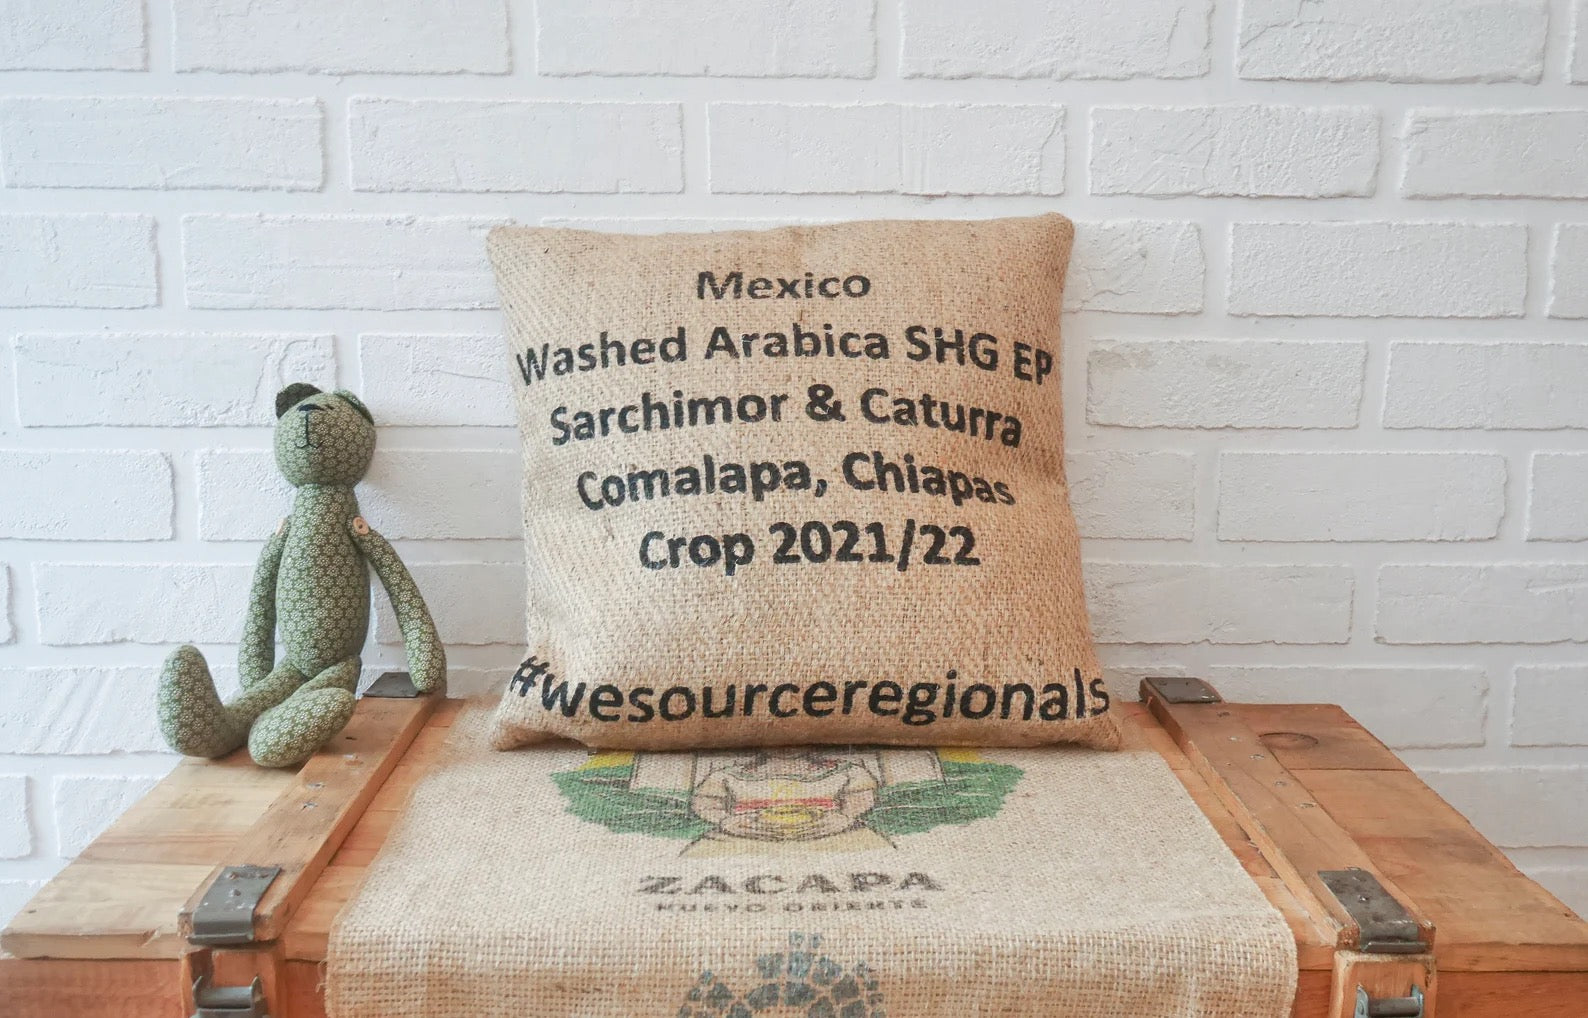 Mexico
Washed Arabica SHG EP
Sarchimor & Caturra
Comalapa, Chiapas
Crop 2021/22
#wesourceregionals
ZACAPA
NUEVO ORIENTE